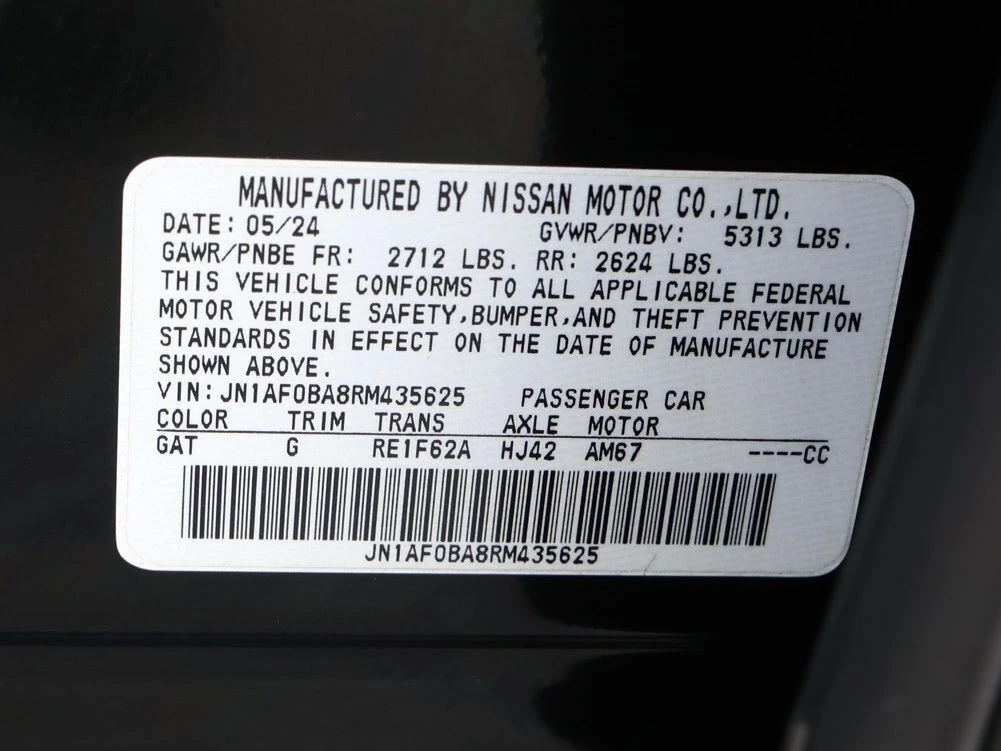 MANUFACTURED BY NISSAN MOTOR CO.,LTD.
DATE: 05/24 GVWR/PNBV: 5313 LBS.
GAWR/PNBE FR: 2712 LBS. RR: 2624 LBS.
THIS VEHICLE CONFORMS TO ALL APPLICABLE FEDERAL
MOTOR VEHICLE SAFETY,BUMPER,AND THEFT PREVENTION
STANDARDS IN EFFECT ON THE DATE OF MANUFACTURE
SHOWN ABOVE.
VIN:JN1AF0BA8RM435625 PASSENGER CAR
COLOR TRIM TRANS AXLE MOTOR
GAT G RE1F62A HJ42 AM67 ----CC
JN1AF0BA8RM435625